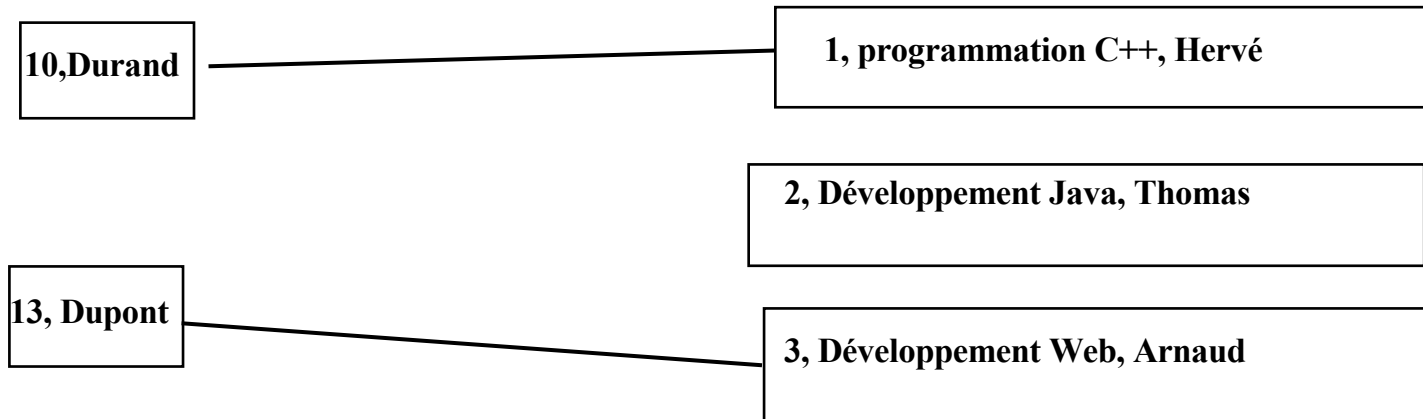 10,Durand
1, programmation C++, Hervé
2, Développement Java, Thomas
13, Dupont
3, Développement Web, Arnaud